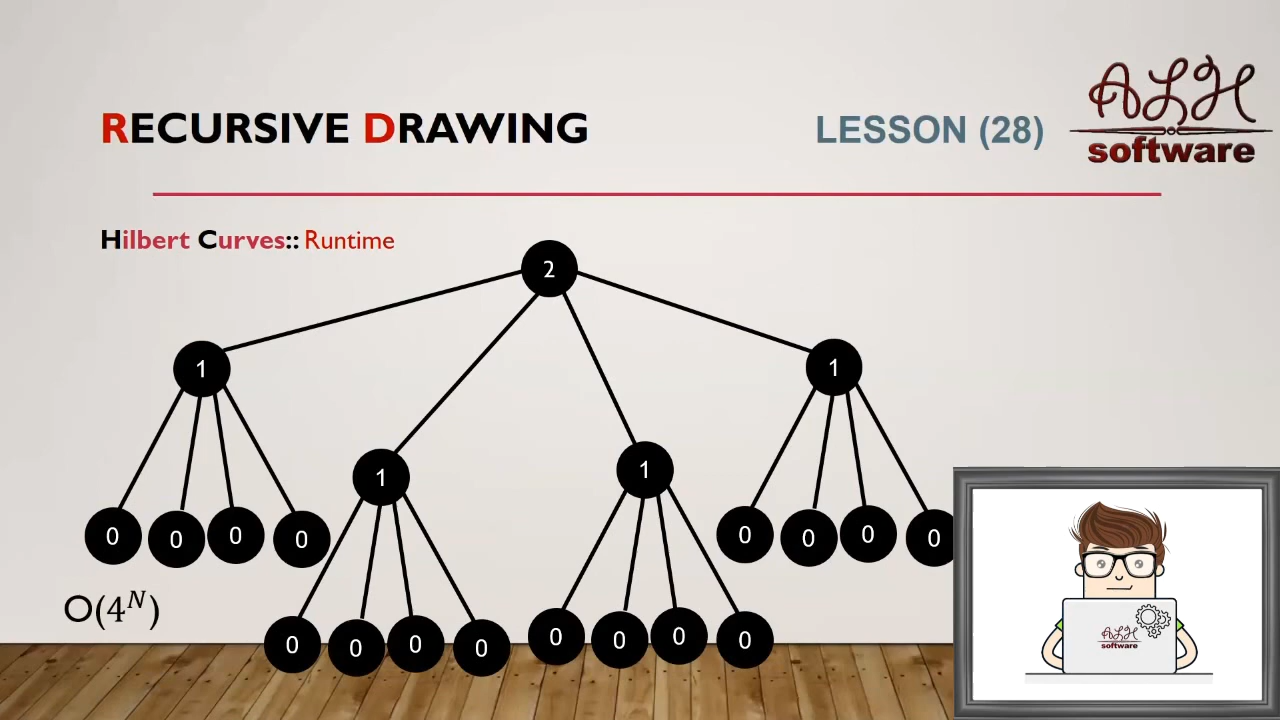 RECURSIVE DRAWING
LESSON (28)
ALH
software
Hilbert Curves:: Runtime
2
1
1
1
1
0 0 0 0
0 0 0 0
0 0 0 0
0 0 0 0
O(4^N)
ALH
software